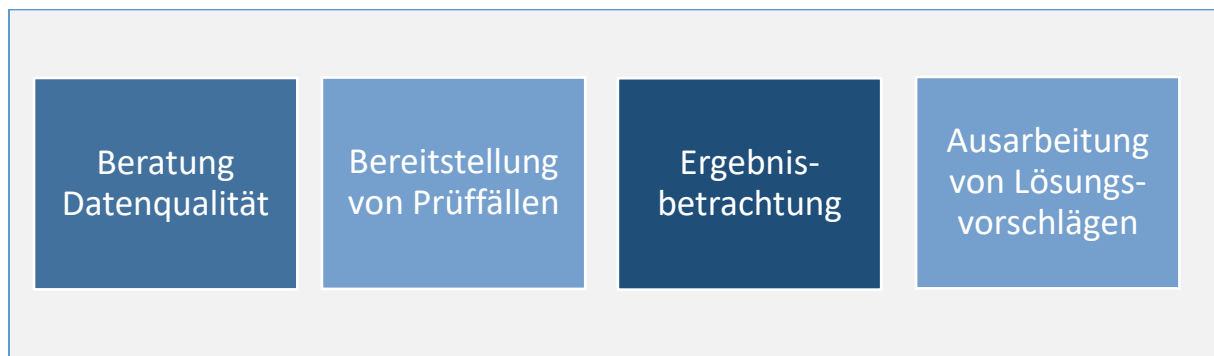 Beratung
Datenqualität
Bereitstellung
von Prüffällen
Ergebnis-
betrachtung
Ausarbeitung
von Lösungs-
vorschlägen